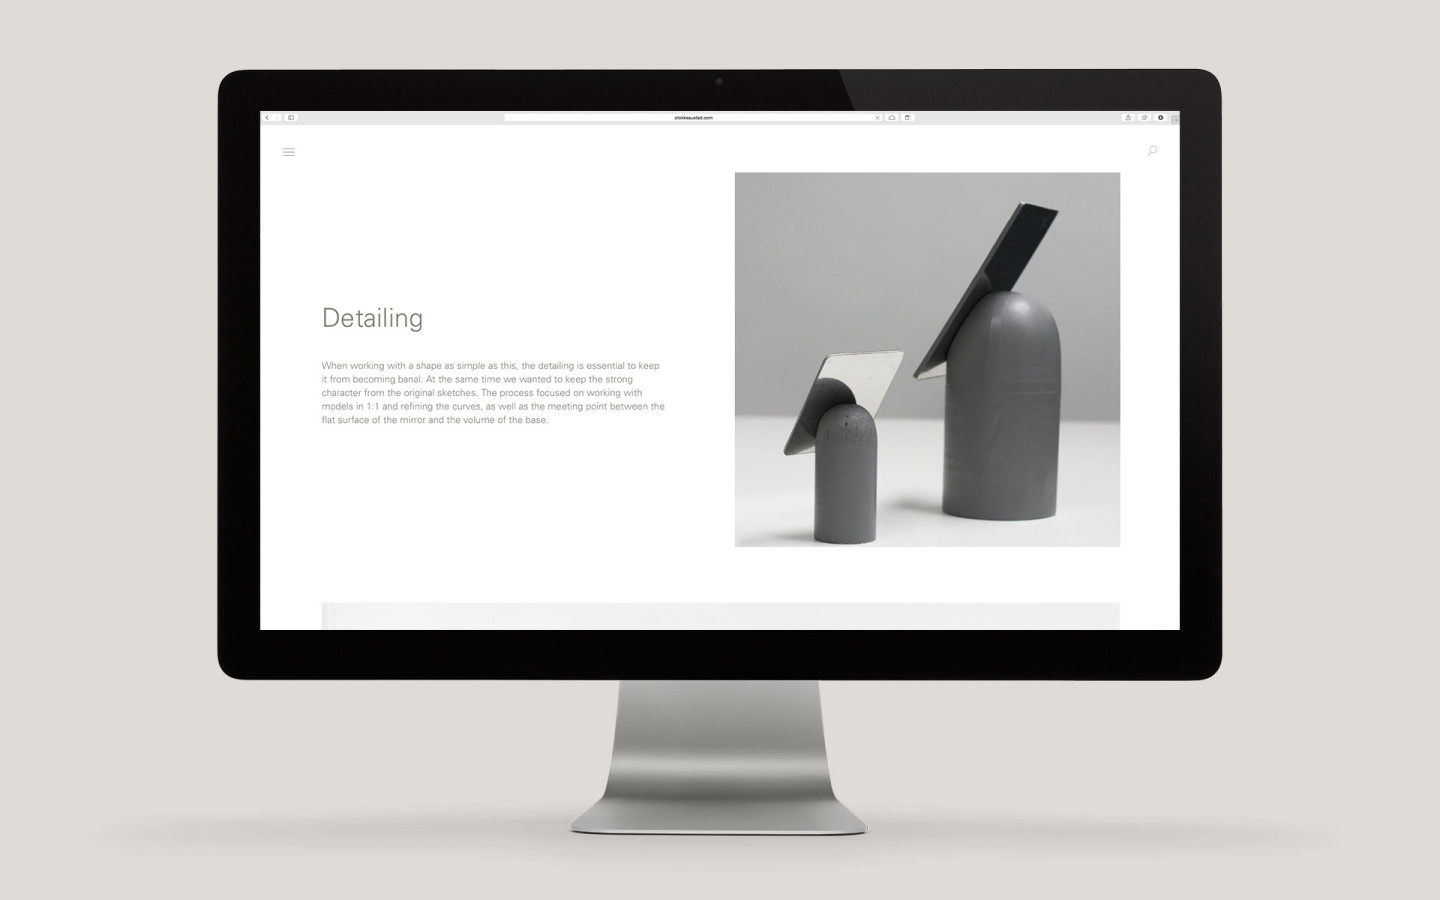 stokkeaustad.com
Detailing
When working with a shape as simple as this, the detailing is essential to keep
it from becoming banal. At the same time we wanted to keep the strong
character from the original sketches. The process focused on working with
models in 1:1 and refining the curves, as well as the meeting point between the
flat surface of the mirror and the volume of the base.